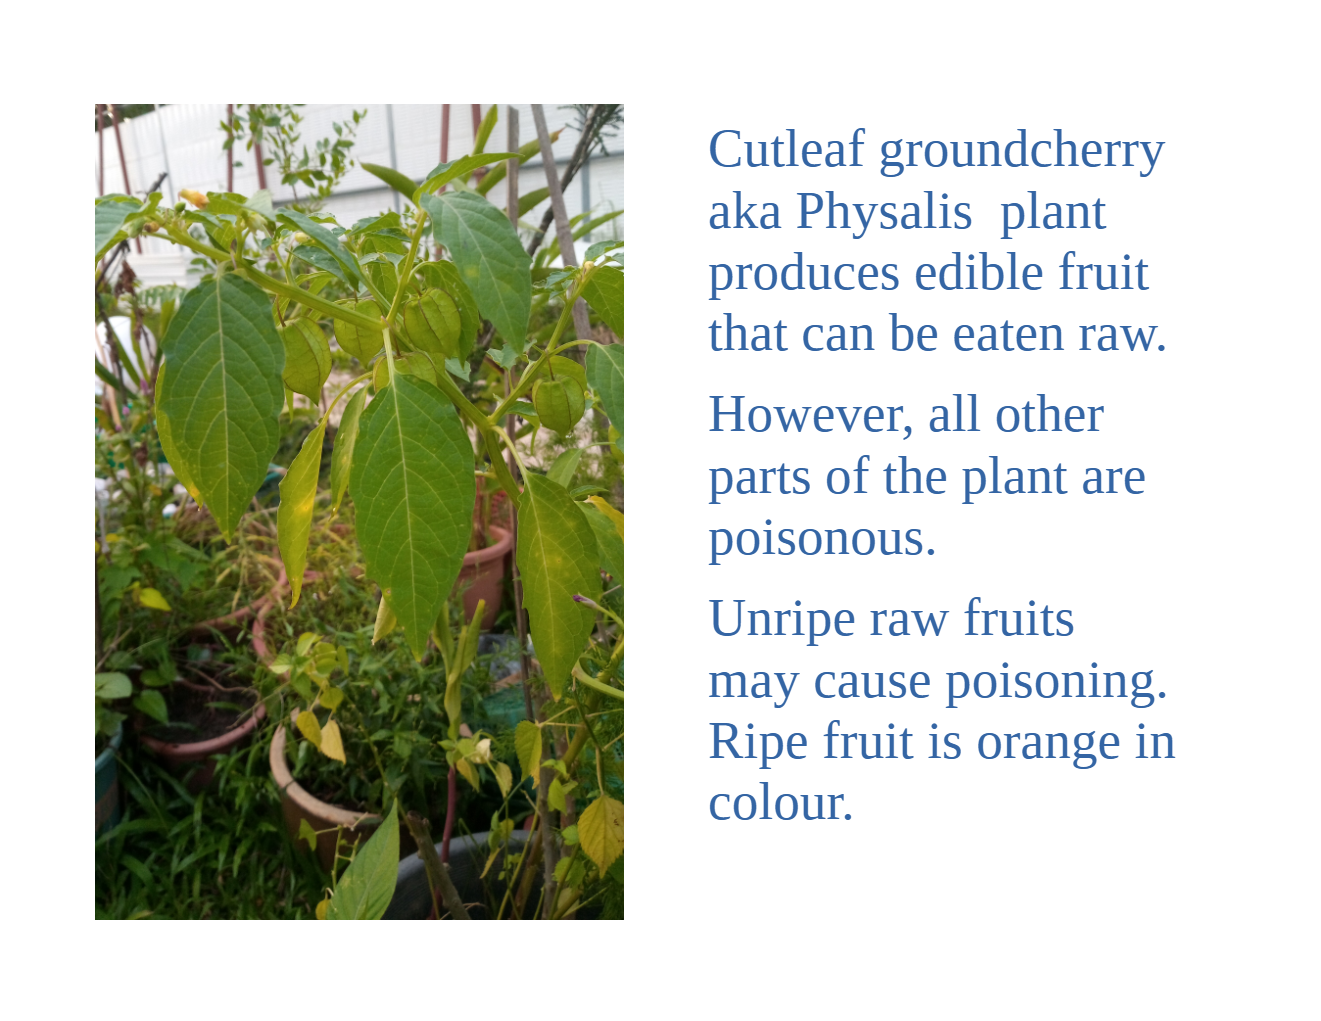 Cutleaf groundcherry
aka Physalis  plant
produces edible fruit
that can be eaten raw.
However, all other
parts of the plant are
poisonous.
Unripe raw fruits
may cause poisoning.
Ripe fruit is orange in
colour.